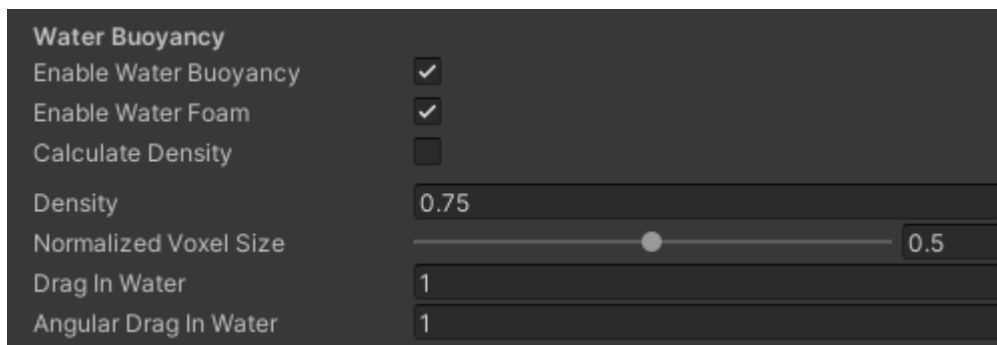 Water Buoyancy
Enable Water Buoyancy
Enable Water Foam
Calculate Density
Density 0.75
Normalized Voxel Size 0.5
Drag In Water 1
Angular Drag In Water 1